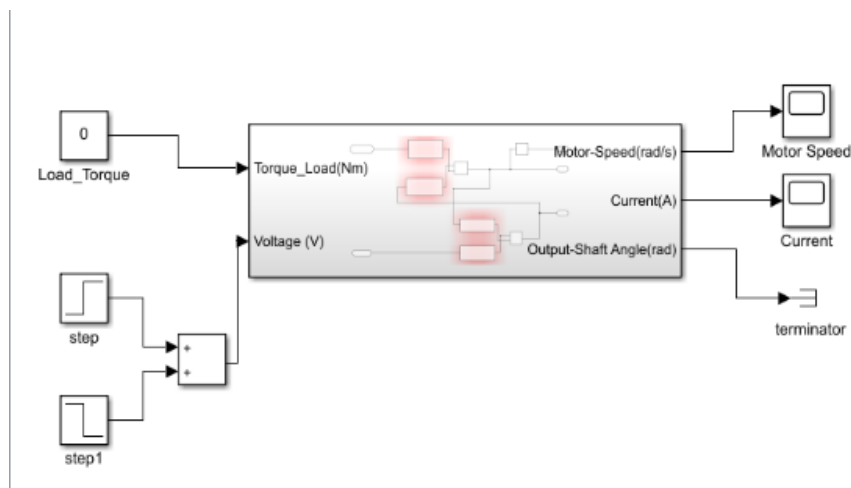 0
Load_Torque
Torque_Load(Nm)
Voltage (V)
Motor-Speed(rad/s)
Current(A)
Output-Shaft Angle(rad)
Motor Speed
Current
terminator
step
+
+
step1